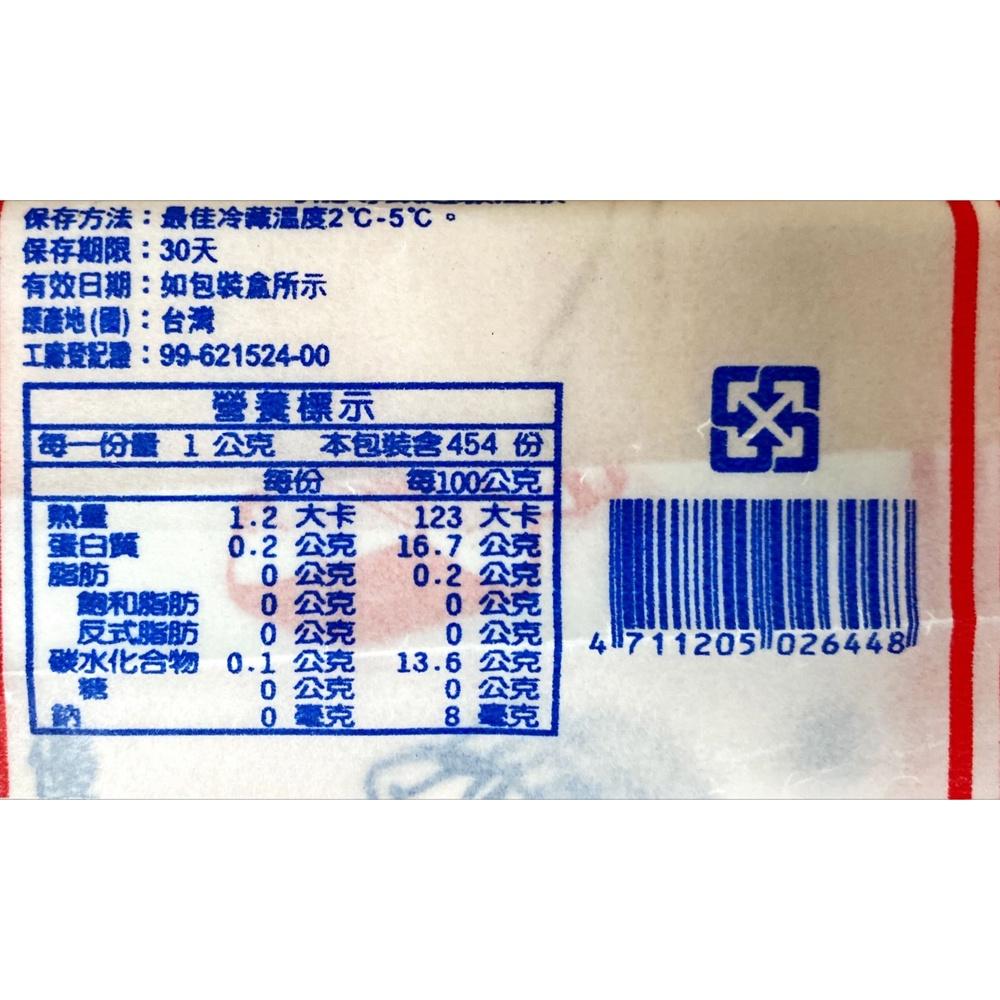 保存方法：最佳冷藏溫度2℃-5℃。
保存期限：30天
有效日期：如包裝盒所示
原產地(國)：台灣
工廠登記證：99-621524-00
營養標示
每一份量 1 公克 本包裝含454 份
每份 每100公克
熱量 1.2 大卡 123 大卡
蛋白質 0.2 公克 16.7 公克
脂肪 0 公克 0.2 公克
飽和脂肪 0 公克 0 公克
反式脂肪 0 公克 0 公克
碳水化合物 0.1 公克 13.6 公克
糖 0 公克 0 公克
鈉 0 毫克 8 毫克
4 711205 026448